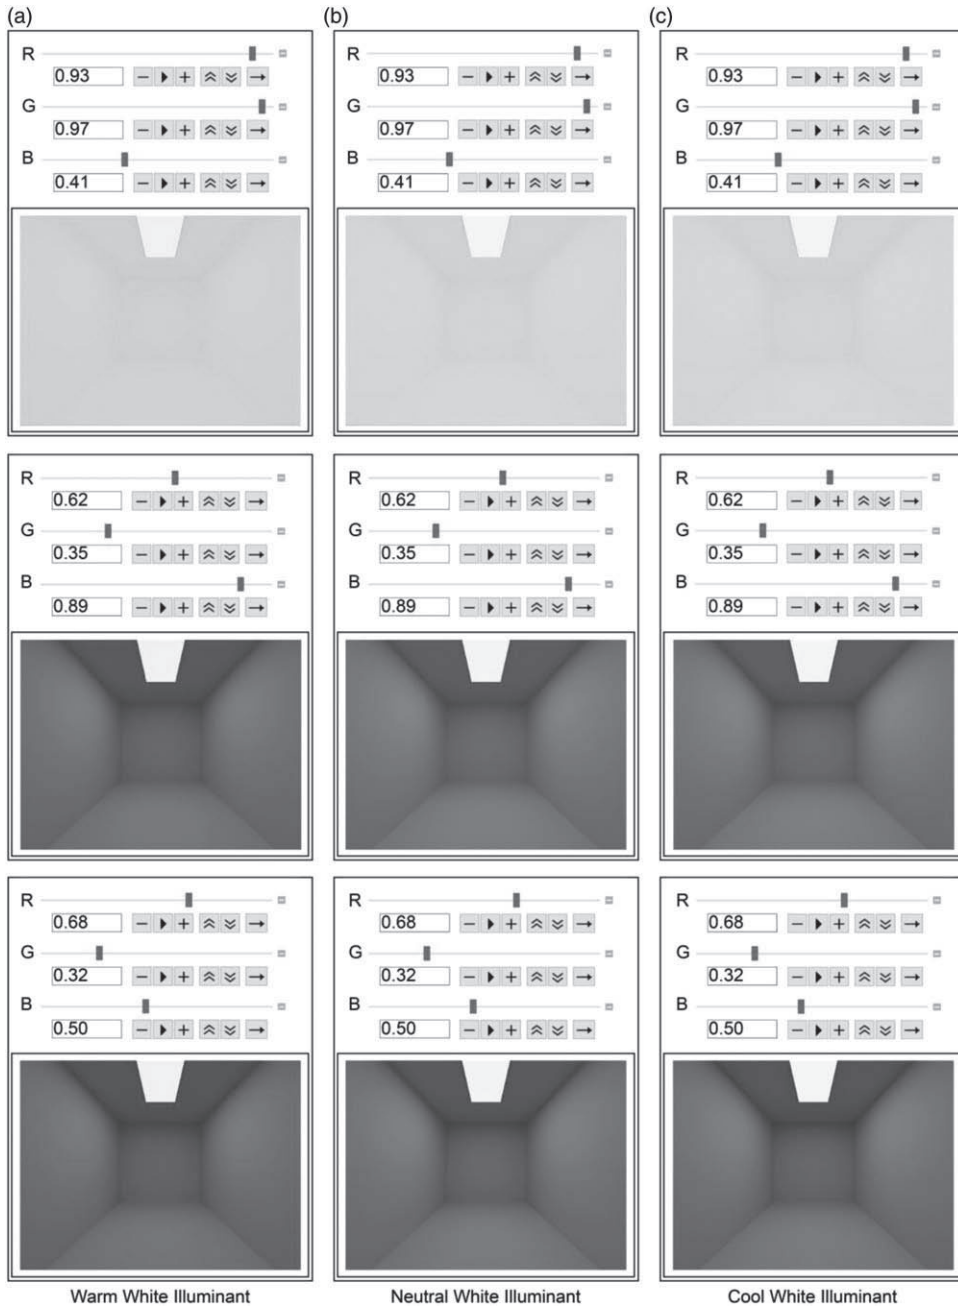 (a) (b) (c)
R R R
0.93 0.93 0.93
G G G
0.97 0.97 0.97
B B B
0.41 0.41 0.41
R R R
0.62 0.62 0.62
G G G
0.35 0.35 0.35
B B B
0.89 0.89 0.89
R R R
0.68 0.68 0.68
G G G
0.32 0.32 0.32
B B B
0.50 0.50 0.50
Warm White Illuminant Neutral White Illuminant Cool White Illuminant